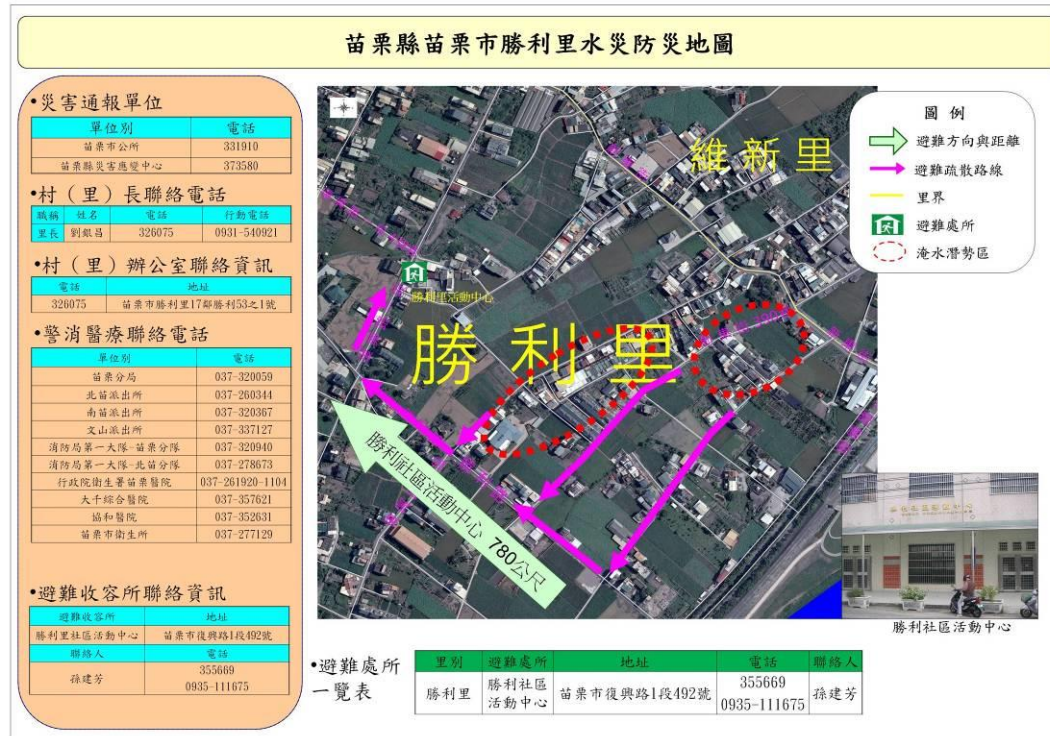 苗栗縣苗栗市勝利里水災防災地圖
•災害通報單位
單位別 電話
苗栗市公所 331910
苗栗縣災害應變中心 373580
•村（里）長聯絡電話
職稱 姓名 電話 行動電話
里長 劉銀昌 326075 0931-540921
•村（里）辦公室聯絡資訊
電話 地址
326075 苗栗市勝利里17鄰勝利53之1號
•警消醫療聯絡電話
單位別 電話
苗栗分局 037-320059
北苗派出所 037-260344
南苗派出所 037-320367
文山派出所 037-337127
消防局第一大隊-苗栗分隊 037-320940
消防局第一大隊-北苗分隊 037-278673
行政院衛生署苗栗醫院 037-261920-1104
大千綜合醫院 037-357621
協和醫院 037-352631
苗栗市衛生所 037-277129
•避難收容所聯絡資訊
避難收容所 地址
勝利里社區活動中心 苗栗市復興路1段492號
聯絡人 電話
孫建芳 355669
0935-111675
維新里
勝利里活動中心
勝利里
勝利社區活動中心 780公尺
圖例
避難方向與距離
避難疏散路線
里界
避難處所
淹水潛勢區
勝利社區活動中心
•避難處所
一覽表
里別 避難處所 地址 電話 聯絡人
勝利里 勝利社區活動中心 苗栗市復興路1段492號 355669 0935-111675 孫建芳